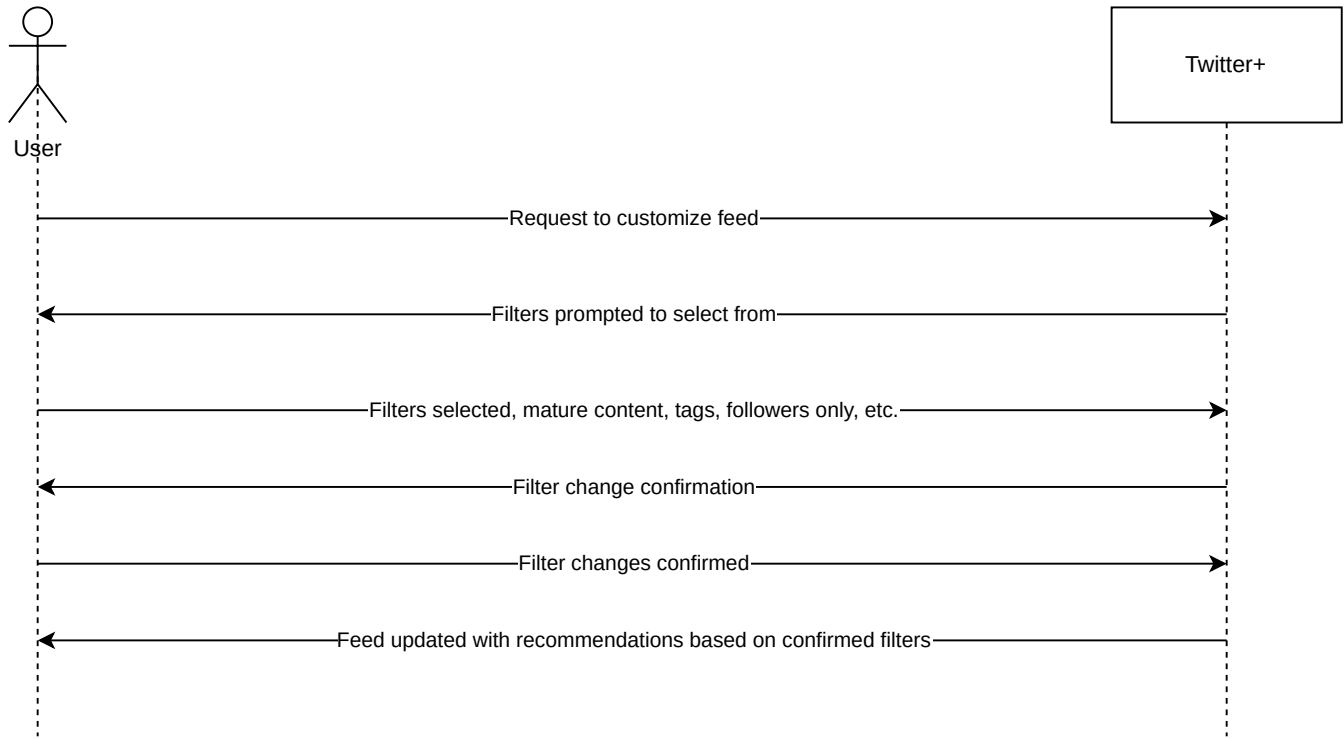 Twitter+
User
Request to customize feed
Filters prompted to select from
Filters selected, mature content, tags, followers only, etc.
Filter change confirmation
Filter changes confirmed
Feed updated with recommendations based on confirmed filters